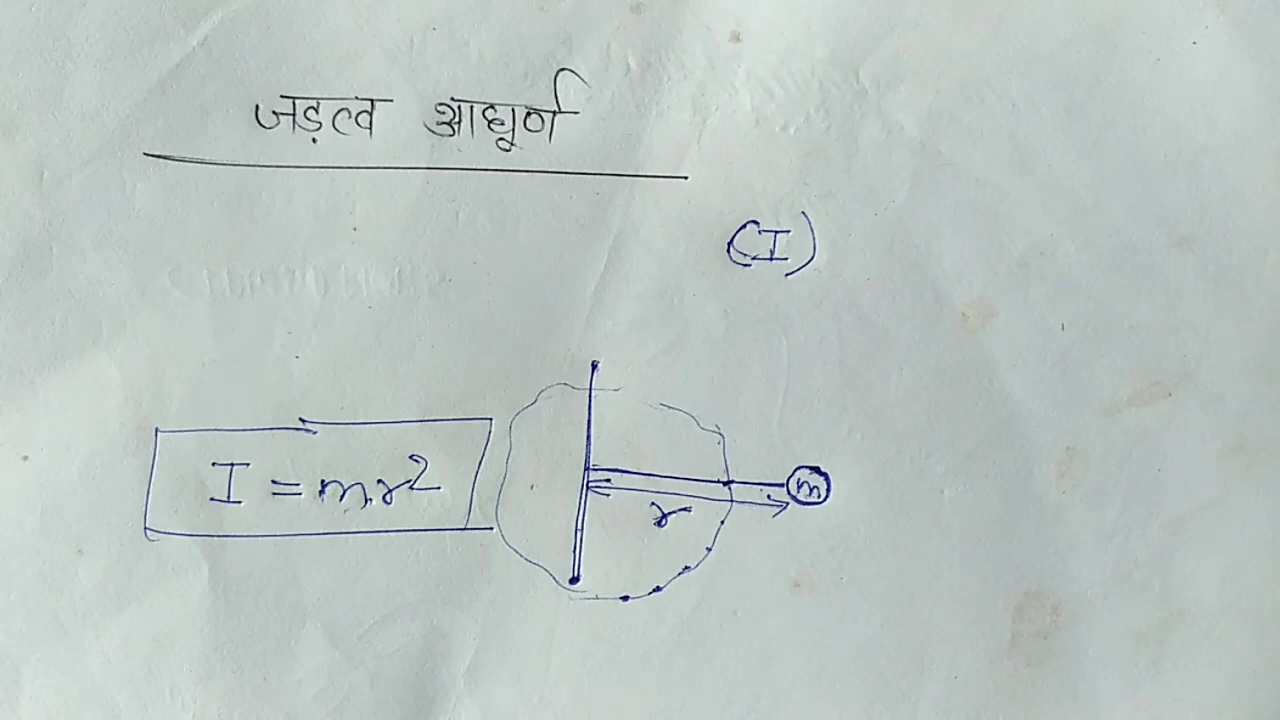 जड़त्व आघूर्ण
(I)
I = mr²
r
m